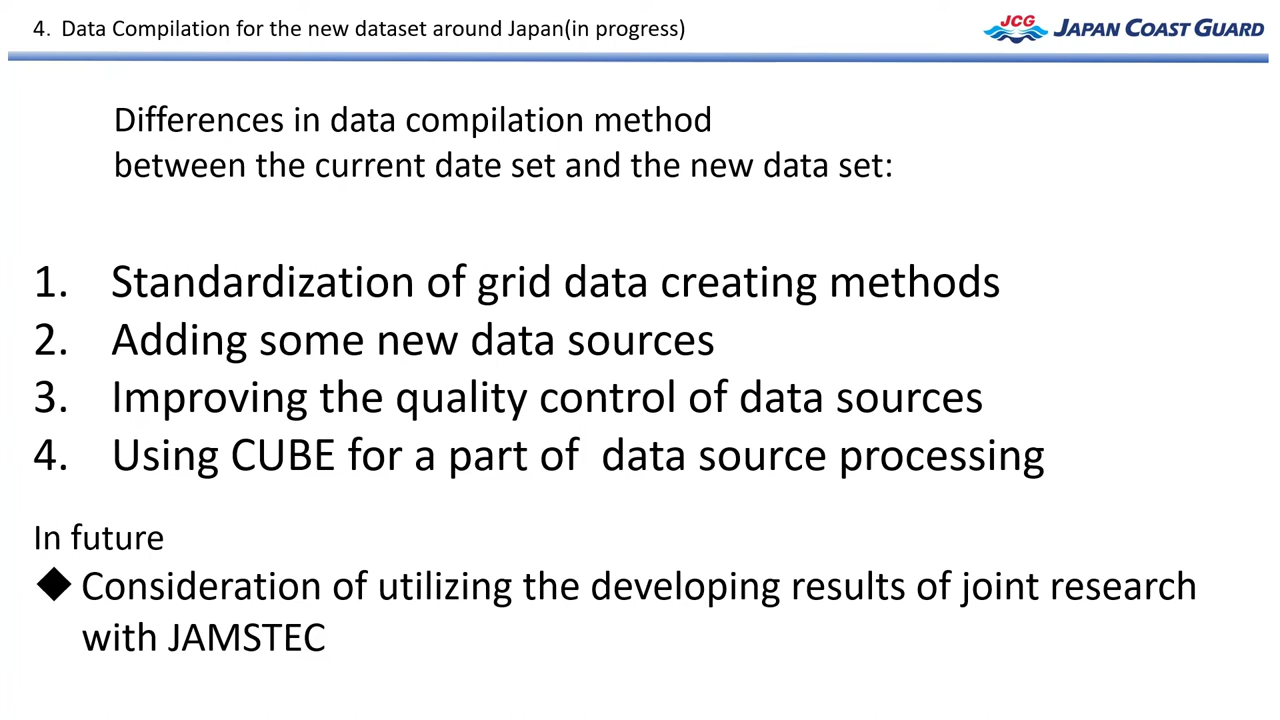 4. Data Compilation for the new dataset around Japan(in progress)
JCG
JAPAN COAST GUARD
Differences in data compilation method
between the current date set and the new data set:
1. Standardization of grid data creating methods
2. Adding some new data sources
3. Improving the quality control of data sources
4. Using CUBE for a part of  data source processing
In future
◆ Consideration of utilizing the developing results of joint research
with JAMSTEC